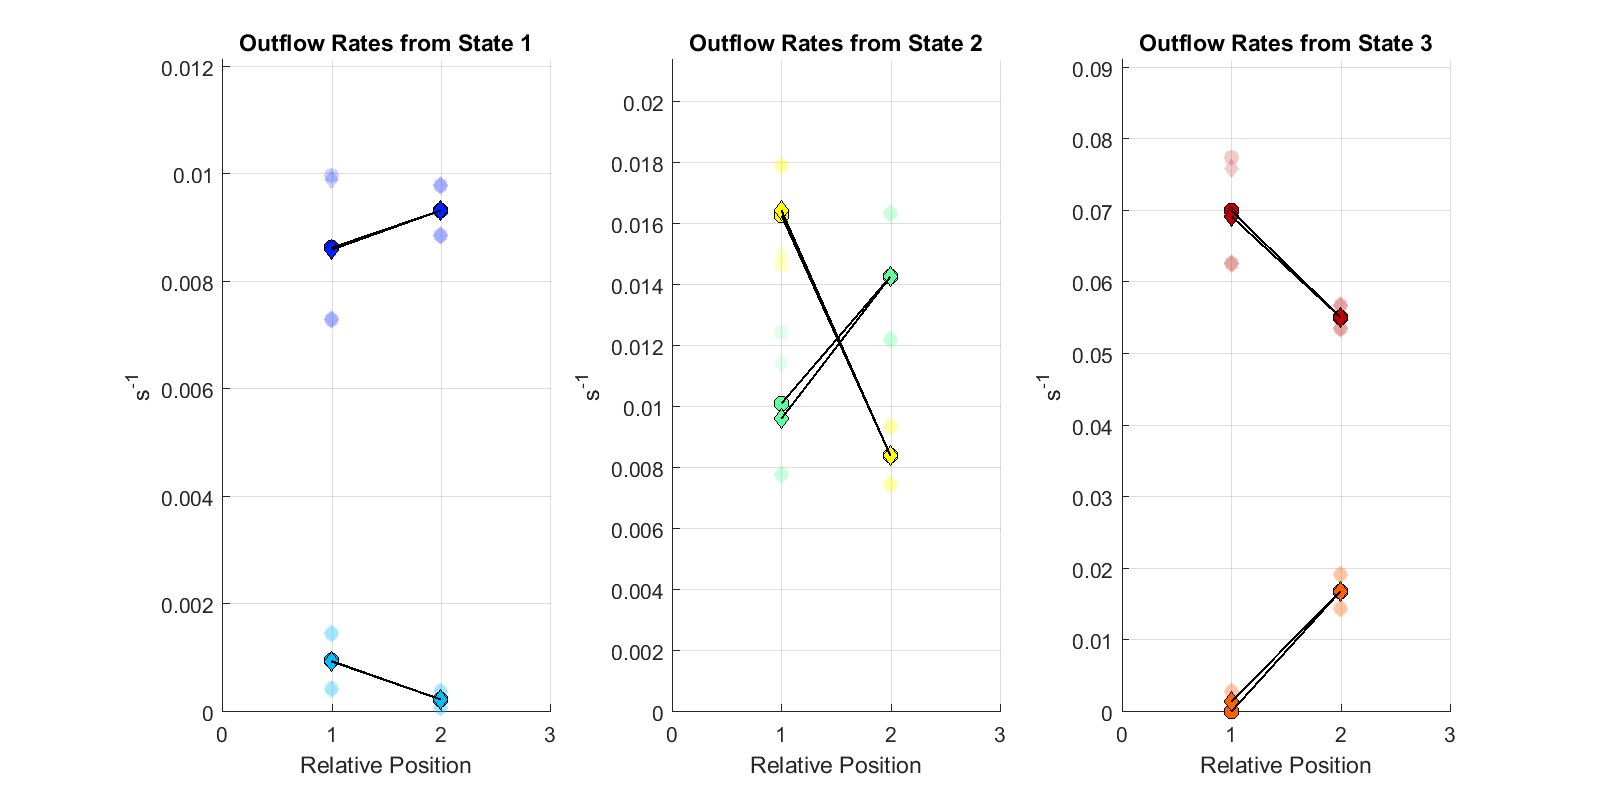 Outflow Rates from State 1
0.012
0.01
0.008
0.006
0.004
0.002
0
s-1
0 1 2 3
Relative Position
Outflow Rates from State 2
0.02
0.018
0.016
0.014
0.012
0.01
0.008
0.006
0.004
0.002
0
s-1
0 1 2 3
Relative Position
Outflow Rates from State 3
0.09
0.08
0.07
0.06
0.05
0.04
0.03
0.02
0.01
0
s-1
0 1 2 3
Relative Position